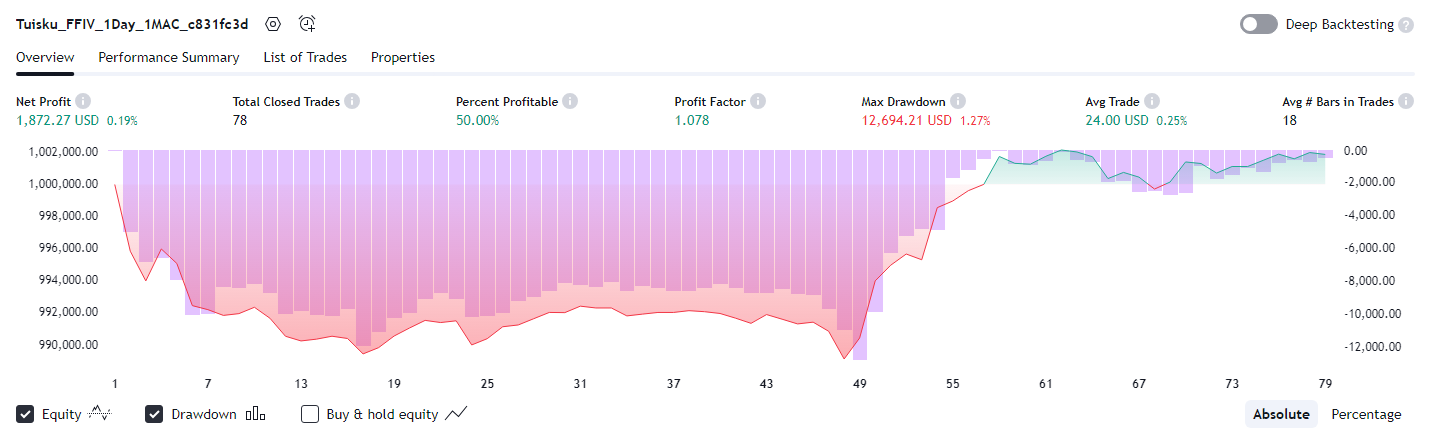 Tuisku_FFIV_1Day_1MAC_c831fc3d
Deep Backtesting ?
Overview Performance Summary List of Trades Properties
Net Profit i Total Closed Trades i Percent Profitable i Profit Factor i Max Drawdown i Avg Trade i Avg # Bars in Trades i
1,872.27 USD 0.19% 78 50.00% 1.078 12,694.21 USD 1.27% 24.00 USD 0.25% 18
1,002,000.00 0.00
1,000,000.00 -2,000.00
998,000.00 -4,000.00
996,000.00 -6,000.00
994,000.00 -8,000.00
992,000.00 -10,000.00
990,000.00 -12,000.00
1 7 13 19 25 31 37 43 49 55 61 67 73 79
Equity Drawdown Buy & hold equity Absolute Percentage